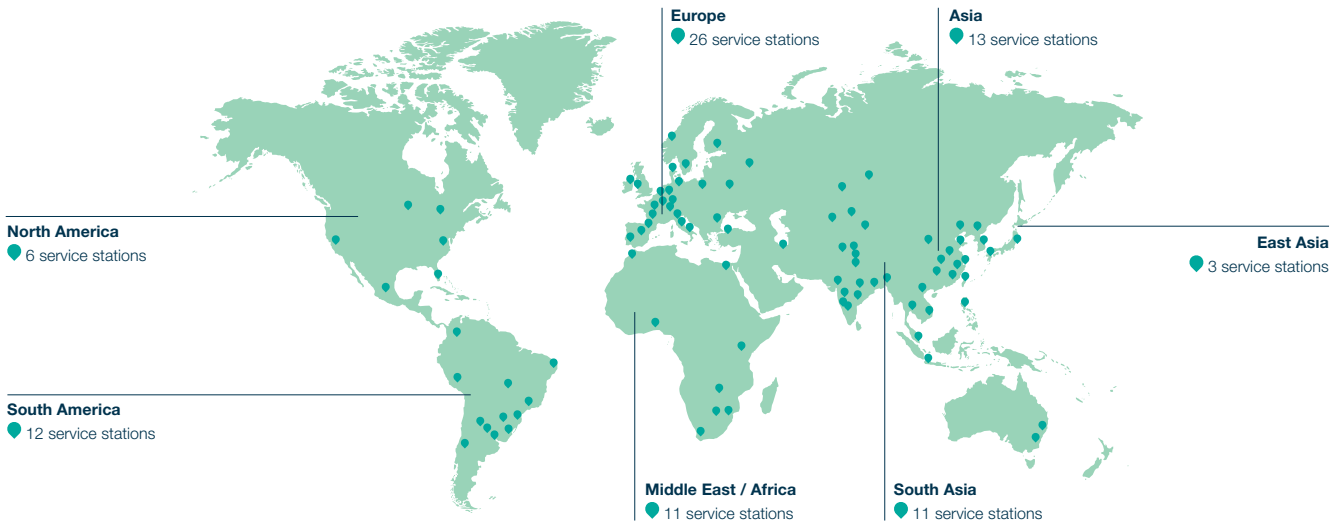 Europe
26 service stations
Asia
13 service stations
North America
6 service stations
East Asia
3 service stations
South America
12 service stations
Middle East / Africa
11 service stations
South Asia
11 service stations